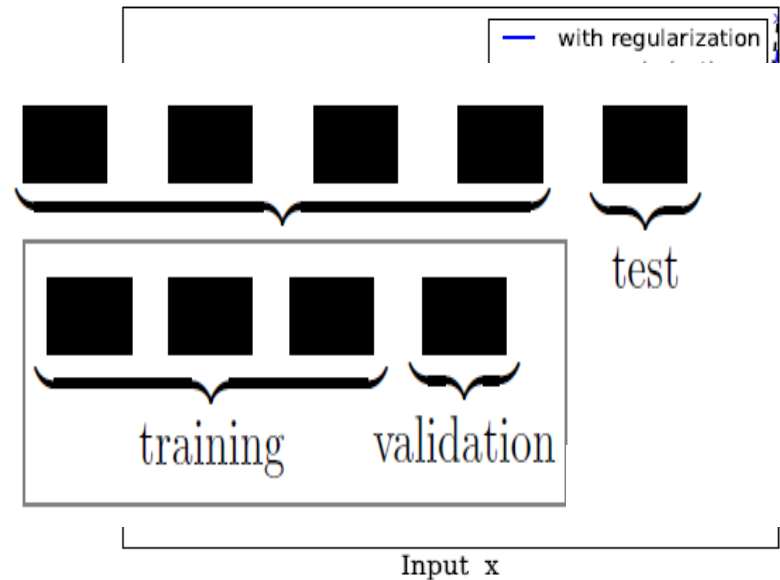 with regularization
test
training
validation
Input x